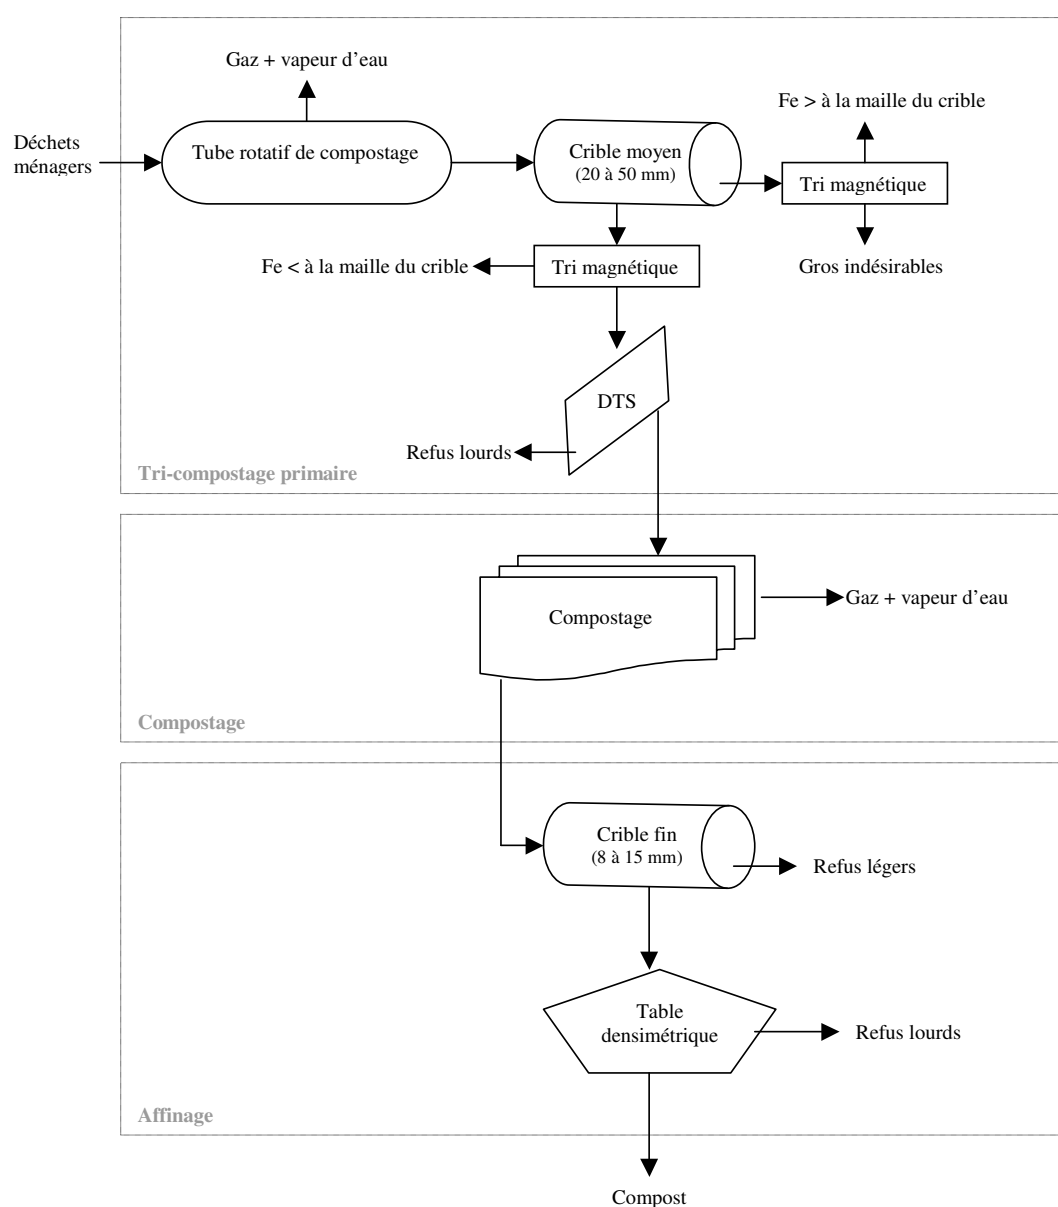 Gaz + vapeur d’eau
Fe > à la maille du crible
Déchets
ménagers
Tube rotatif de compostage
Crible moyen
(20 à 50 mm)
Tri magnétique
Fe < à la maille du crible
Tri magnétique
Gros indésirables
DTS
Refus lourds
Tri-compostage primaire
Compostage
Gaz + vapeur d’eau
Compostage
Crible fin
(8 à 15 mm)
Refus légers
Table
densimétrique
Refus lourds
Affinage
Compost